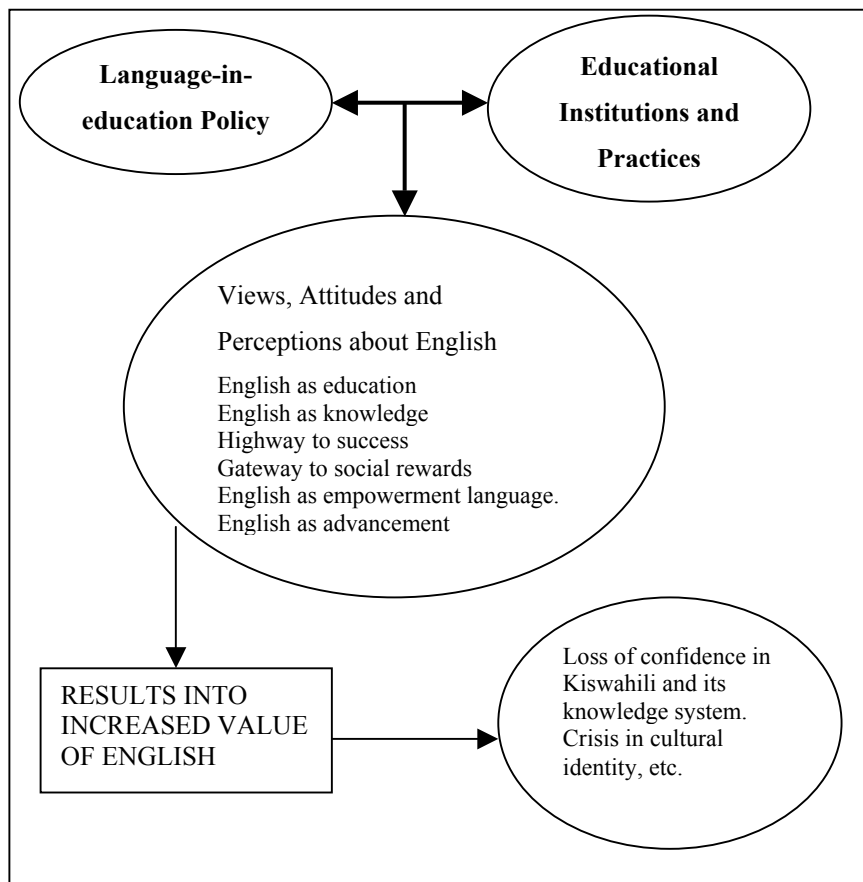 Language-in-
education Policy
Educational
Institutions and
Practices
Views, Attitudes and
Perceptions about English
English as education
English as knowledge
Highway to success
Gateway to social rewards
English as empowerment language.
English as advancement
RESULTS INTO
INCREASED VALUE
OF ENGLISH
Loss of confidence in
Kiswahili and its
knowledge system.
Crisis in cultural
identity, etc.